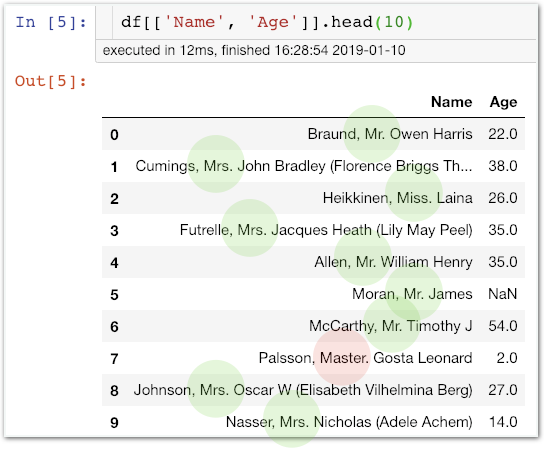 In [5]: df[['Name', 'Age']].head(10)
executed in 12ms, finished 16:28:54 2019-01-10
Out[5]:
Name Age
0 Braund, Mr. Owen Harris 22.0
1 Cumings, Mrs. John Bradley (Florence Briggs Th... 38.0
2 Heikkinen, Miss. Laina 26.0
3 Futrelle, Mrs. Jacques Heath (Lily May Peel) 35.0
4 Allen, Mr. William Henry 35.0
5 Moran, Mr. James NaN
6 McCarthy, Mr. Timothy J 54.0
7 Palsson, Master. Gosta Leonard 2.0
8 Johnson, Mrs. Oscar W (Elisabeth Vilhelmina Berg) 27.0
9 Nasser, Mrs. Nicholas (Adele Achem) 14.0